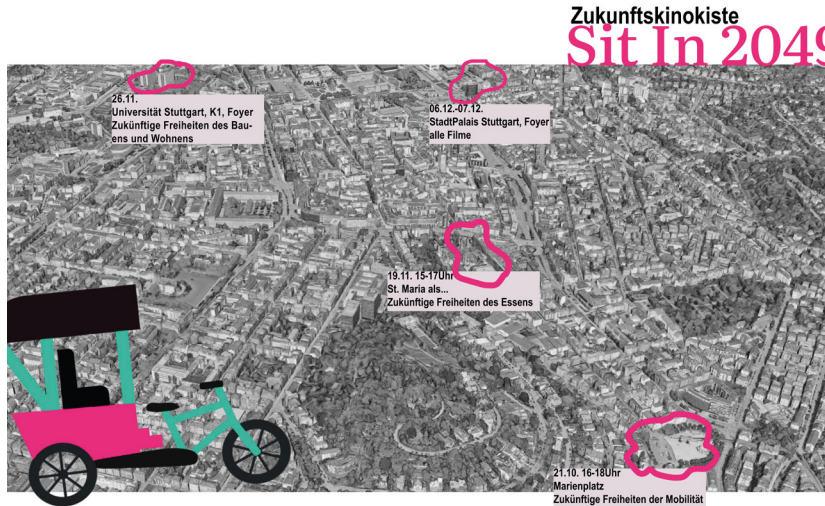 Zukunftskinokiste
Sit In 2049
26.11.
Universität Stuttgart, K1, Foyer
Zukünftige Freiheiten des Bau-
ens und Wohnens
06.12.-07.12.
StadtPalais Stuttgart, Foyer
alle Filme
19.11. 15-17Uhr
St. Maria als...
Zukünftige Freiheiten des Essens
21.10. 16-18Uhr
Marienplatz
Zukünftige Freiheiten der Mobilität